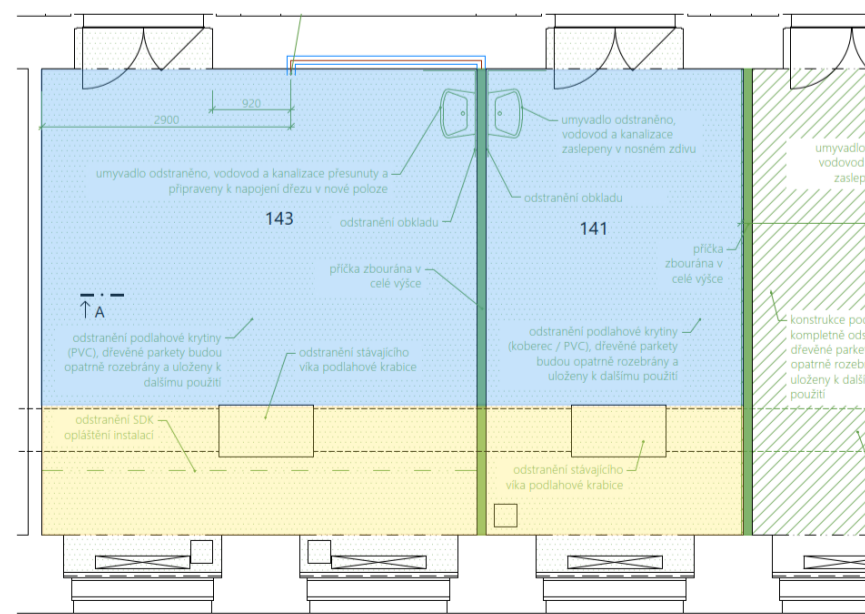 920
2900
umyvadlo odstraněno,
vodovod a kanalizace
zaslepeny v nosném zdivu
umyvadlo
vodovod
zaslep
umyvadlo odstraněno, vodovod a kanalizace přesunuty a
připraveny k napojení dřezu v nové poloze
odstranění obkladu
143
odstranění obkladu
141
příčka
zbourána v
celé výšce
příčka zbourána v
celé výšce
A
odstranění podlahové krytiny
(PVC), dřevěné parkety budou
opatrně rozebrány a uloženy k
dalšímu použití
odstranění stávajícího
víka podlahové krabice
odstranění podlahové krytiny
(koberec / PVC), dřevěné parkety
budou opatrně rozebrány a
uloženy k dalšímu použití
konstrukce pod
kompletně ods
dřevěné parke
opatrně rozebr
uloženy k dalš
použití
odstranění SDK
opláštění instalací
odstranění stávajícího
víka podlahové krabice